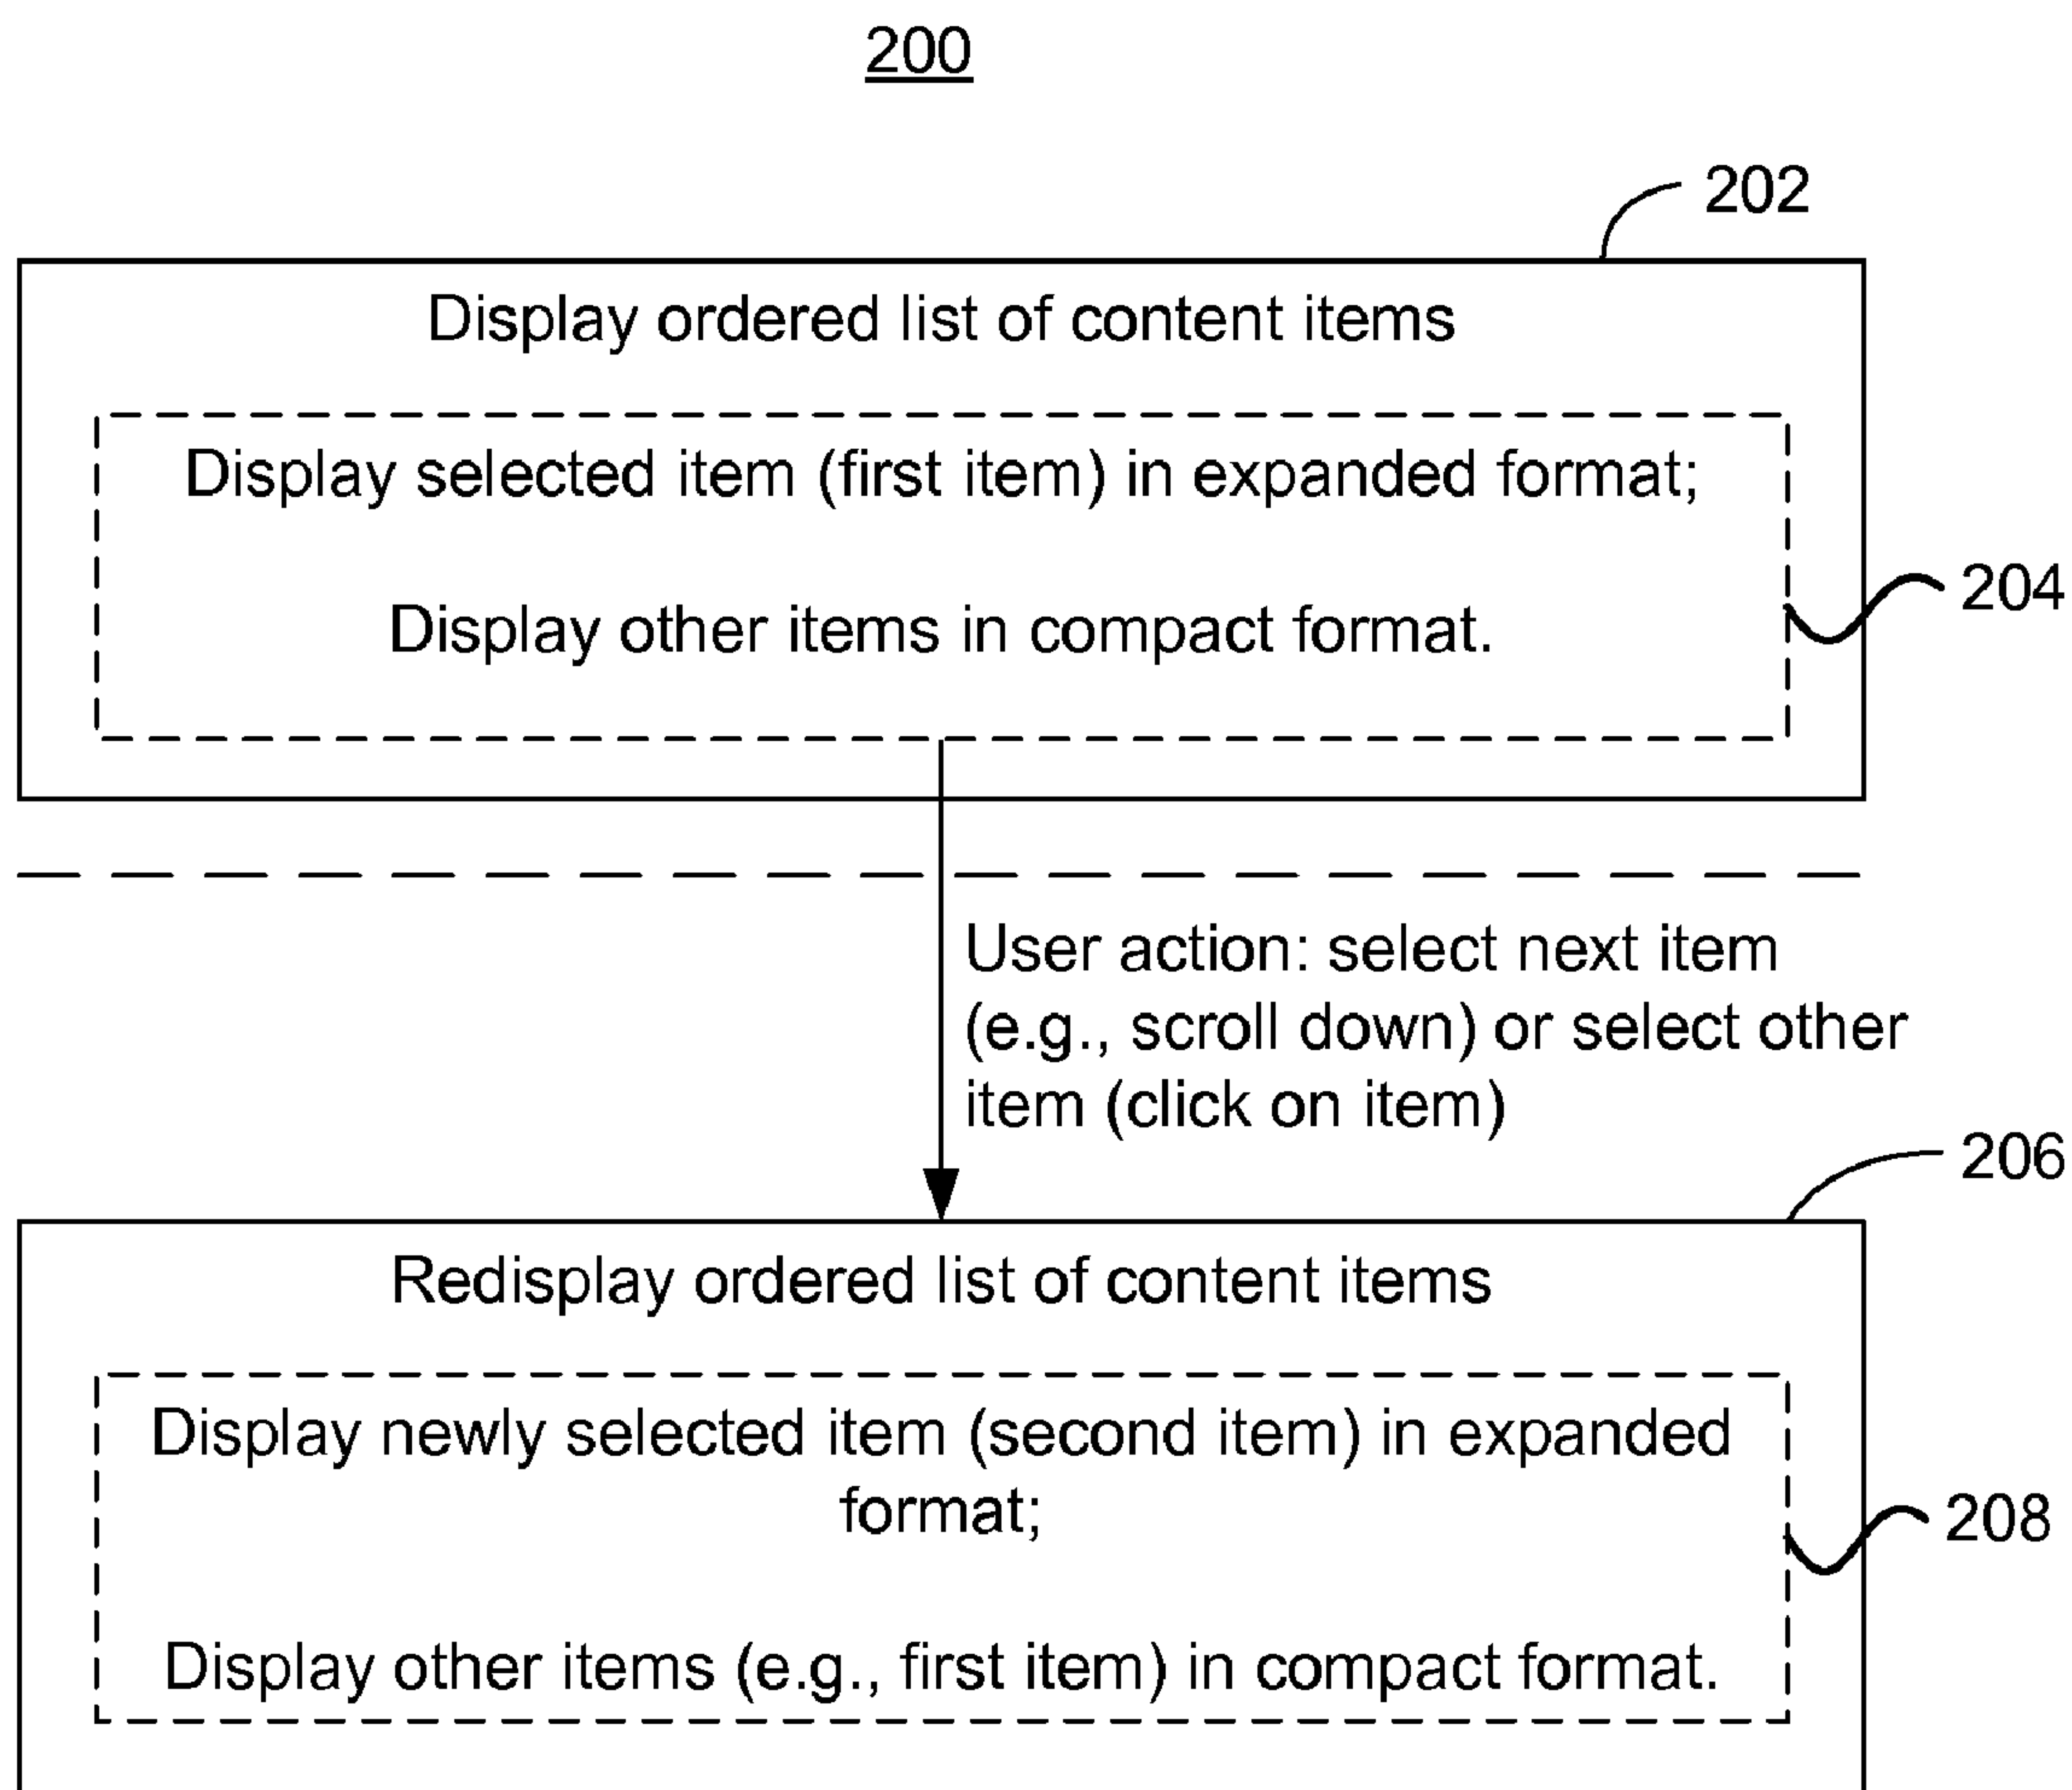 200
202
Display ordered list of content items
Display selected item (first item) in expanded format;
204
Display other items in compact format.
User action: select next item
(e.g., scroll down) or select other
item (click on item)
206
Redisplay ordered list of content items
Display newly selected item (second item) in expanded
format;
208
Display other items (e.g., first item) in compact format.